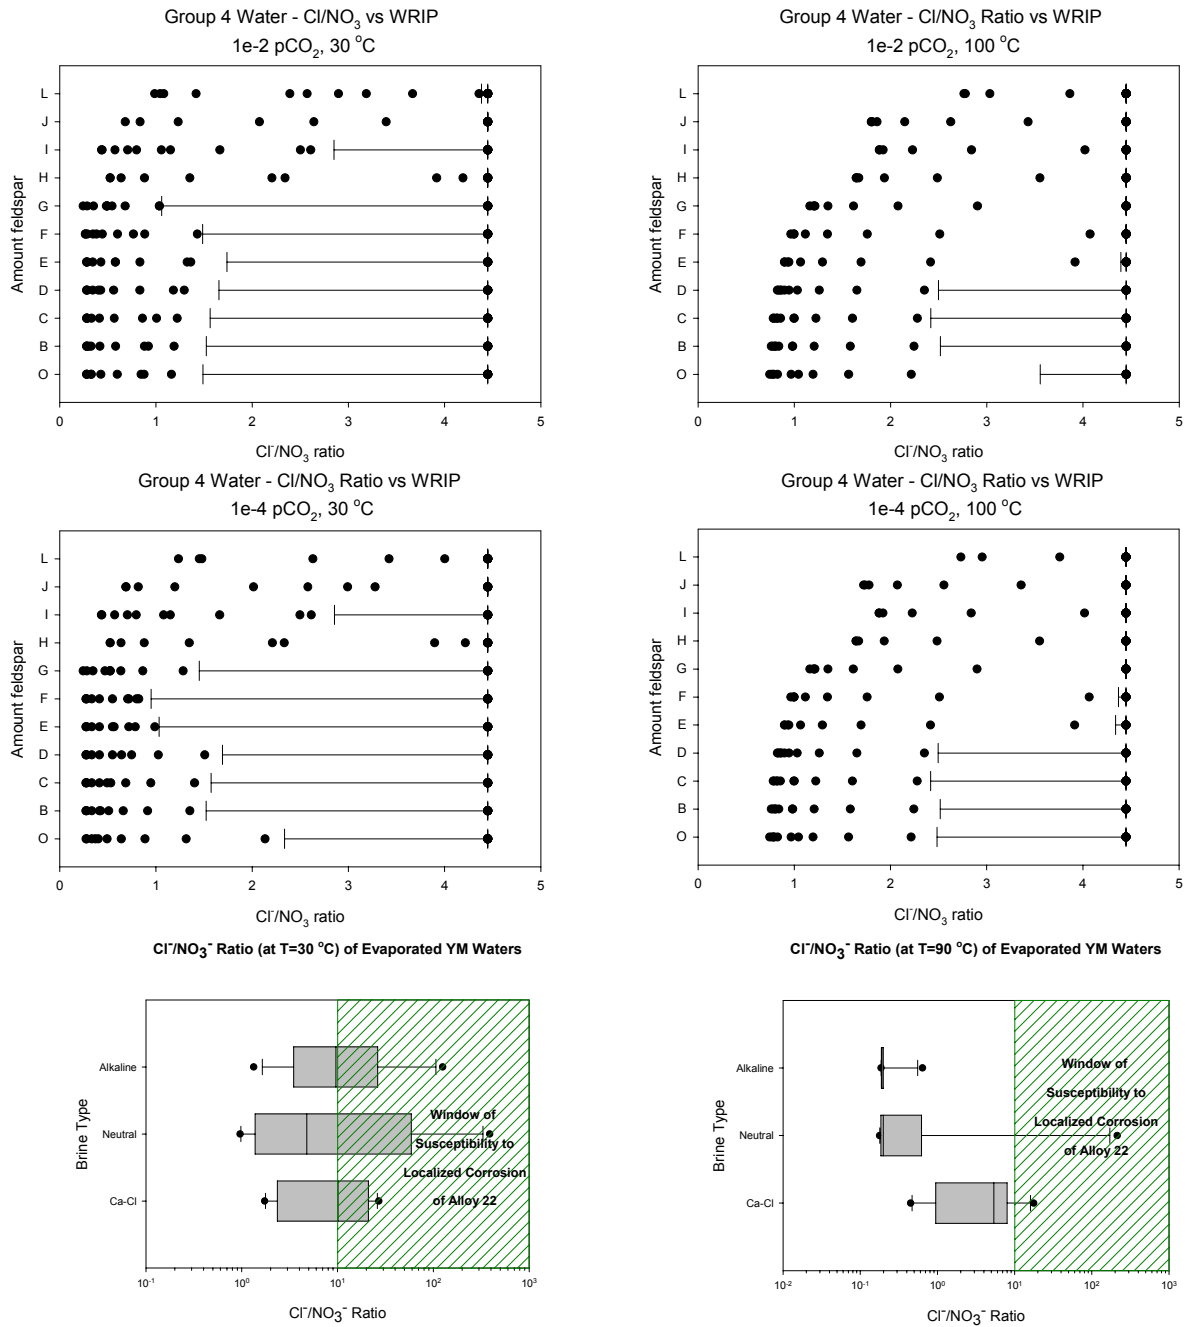 Group 4 Water - Cl/NO3 vs WRIP
1e-2 pCO2, 30 °C
Amount feldspar
L
J
I
H
G
F
E
D
C
B
O
0 1 2 3 4 5
Cl⁻/NO3 ratio
Group 4 Water - Cl/NO3 Ratio vs WRIP
1e-2 pCO2, 100 °C
Amount feldspar
L
J
I
H
G
F
E
D
C
B
O
0 1 2 3 4 5
Cl⁻/NO3 ratio
Group 4 Water - Cl/NO3 Ratio vs WRIP
1e-4 pCO2, 30 °C
Amount feldspar
L
J
I
H
G
F
E
D
C
B
O
0 1 2 3 4 5
Cl⁻/NO3 ratio
Group 4 Water - Cl/NO3 Ratio vs WRIP
1e-4 pCO2, 100 °C
Amount feldspar
L
J
I
H
G
F
E
D
C
B
O
0 1 2 3 4 5
Cl⁻/NO3 ratio
Cl⁻/NO3⁻ Ratio (at T=30 °C) of Evaporated YM Waters
Brine Type
Alkaline
Neutral
Ca-Cl
Window of
Susceptibility to
Localized Corrosion
of Alloy 22
10⁻¹ 10⁰ 10¹ 10² 10³
Cl⁻/NO3⁻ Ratio
Cl⁻/NO3⁻ Ratio (at T=90 °C) of Evaporated YM Waters
Brine Type
Alkaline
Neutral
Ca-Cl
Window of
Susceptibility to
Localized Corrosion
of Alloy 22
10⁻² 10⁻¹ 10⁰ 10¹ 10² 10³
Cl⁻/NO3⁻ Ratio